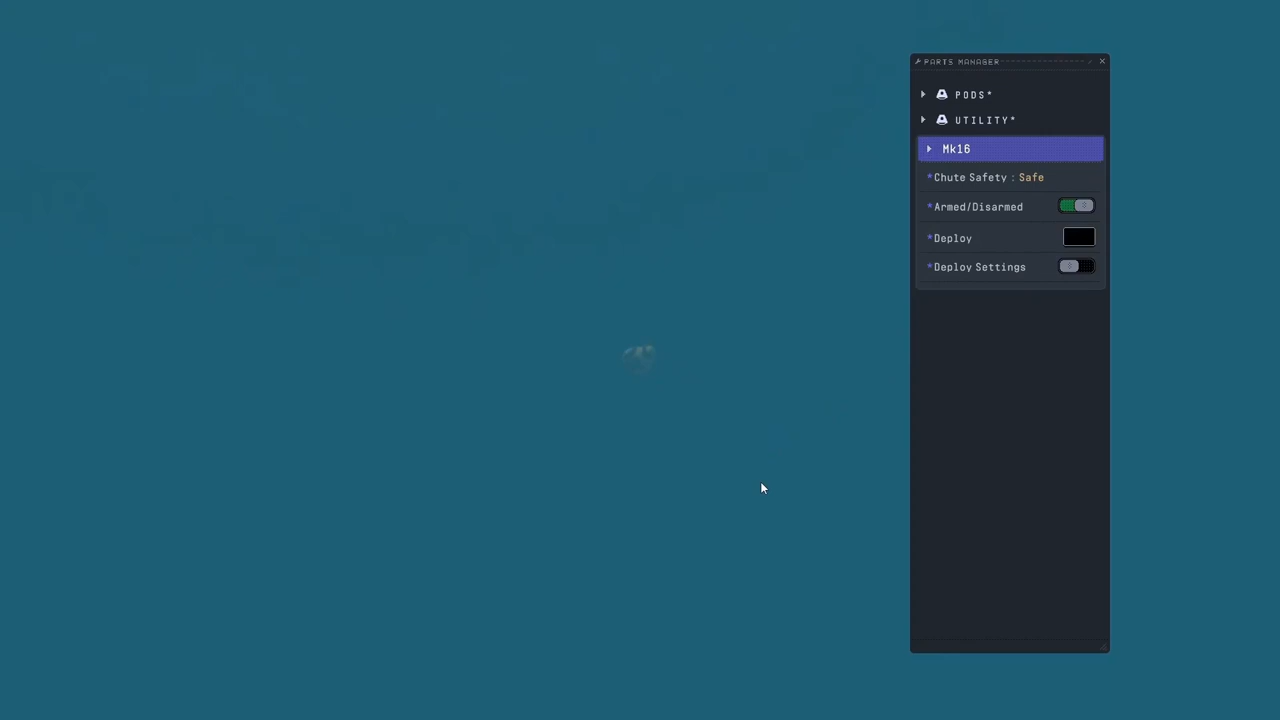 PARTS MANAGER
PODS*
UTILITY*
Mk16
*Chute Safety : Safe
*Armed/Disarmed
*Deploy
*Deploy Settings